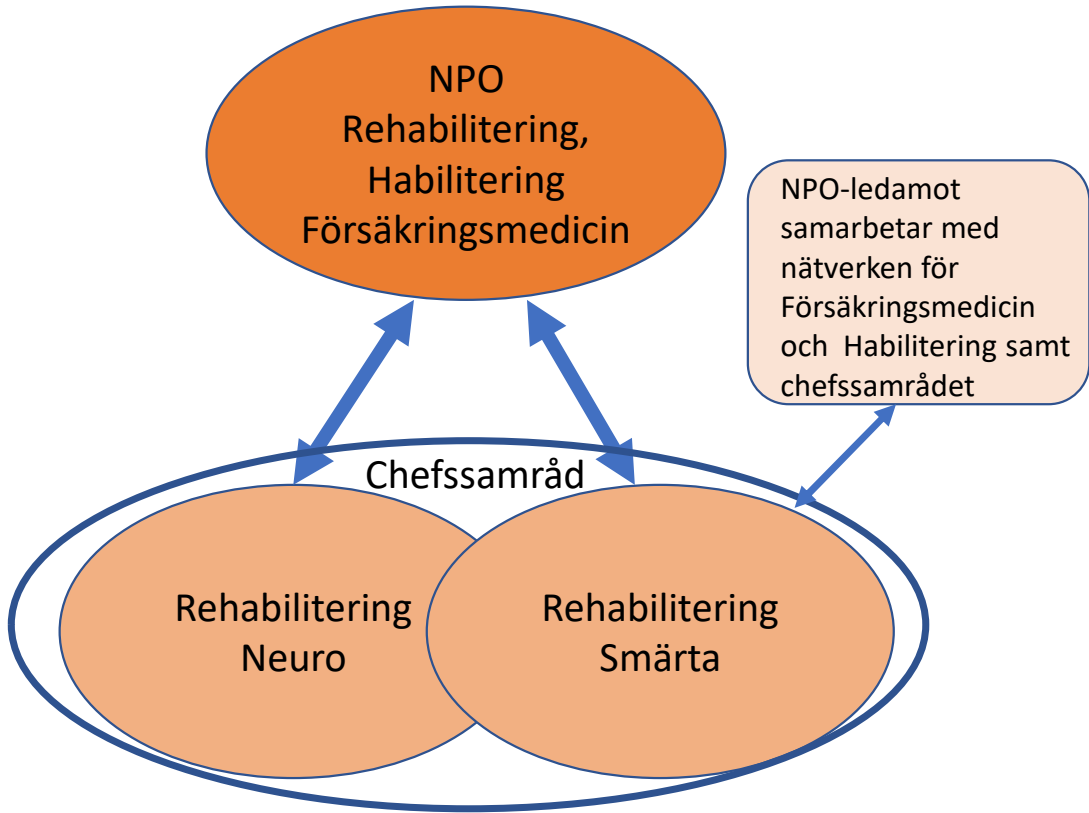 NPO
Rehabilitering,
Habilitering
Försäkringsmedicin
NPO-ledamot
samarbetar med
nätverken för
Försäkringsmedicin
och  Habilitering samt
chefssamrådet
Chefssamråd
Rehabilitering
Neuro
Rehabilitering
Smärta